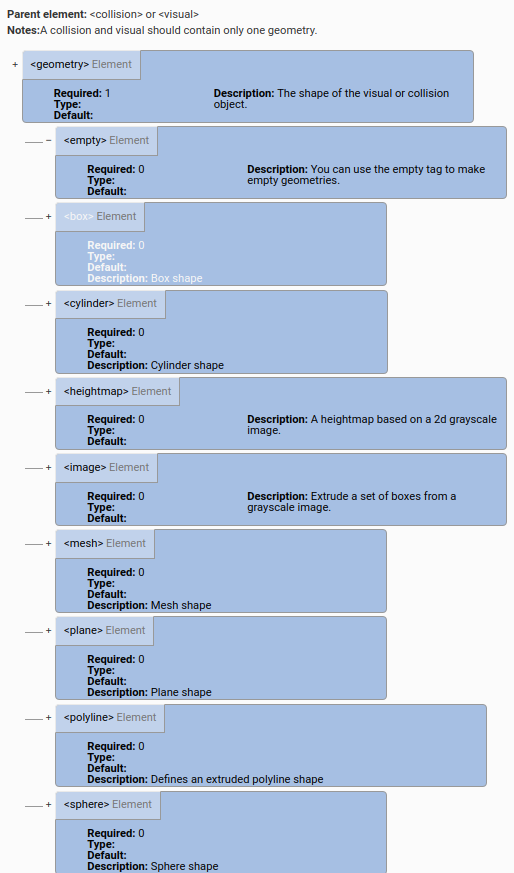 Parent element: <collision> or <visual>
Notes:A collision and visual should contain only one geometry.
+ <geometry> Element
Required: 1
Type:
Default:
Description: The shape of the visual or collision
object.
− <empty> Element
Required: 0
Type:
Default:
Description: You can use the empty tag to make
empty geometries.
+ <box> Element
Required: 0
Type:
Default:
Description: Box shape
+ <cylinder> Element
Required: 0
Type:
Default:
Description: Cylinder shape
+ <heightmap> Element
Required: 0
Type:
Default:
Description: A heightmap based on a 2d grayscale
image.
+ <image> Element
Required: 0
Type:
Default:
Description: Extrude a set of boxes from a
grayscale image.
+ <mesh> Element
Required: 0
Type:
Default:
Description: Mesh shape
+ <plane> Element
Required: 0
Type:
Default:
Description: Plane shape
+ <polyline> Element
Required: 0
Type:
Default:
Description: Defines an extruded polyline shape
+ <sphere> Element
Required: 0
Type:
Default:
Description: Sphere shape